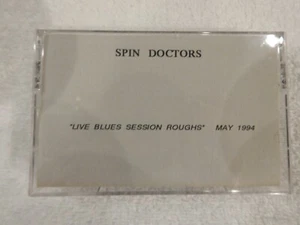 SPIN DOCTORS
"LIVE BLUES SESSION ROUGHS" MAY 1994